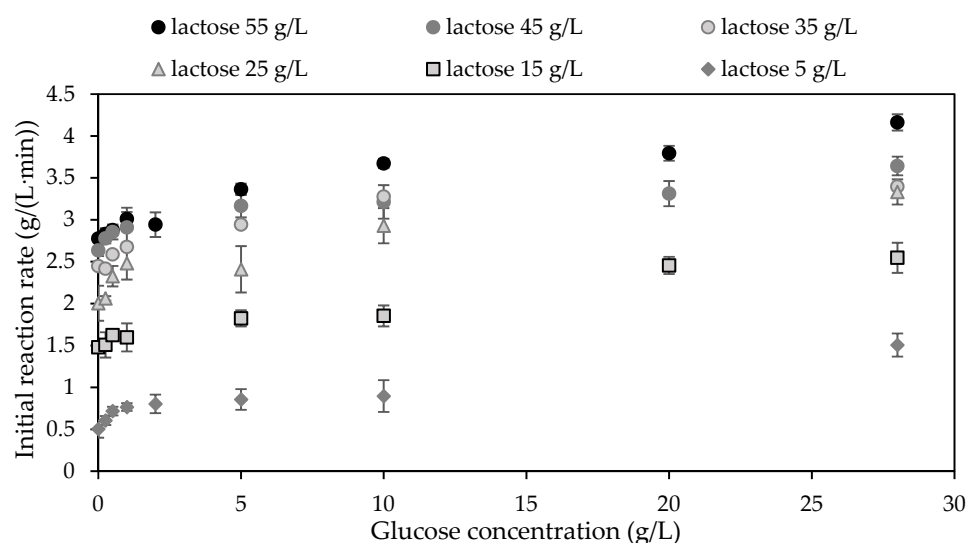 lactose 55 g/L lactose 45 g/L lactose 35 g/L
lactose 25 g/L lactose 15 g/L lactose 5 g/L
4.5
4
3.5
3
2.5
2
1.5
1
0.5
0
Initial reaction rate (g/(L·min))
0 5 10 15 20 25 30
Glucose concentration (g/L)